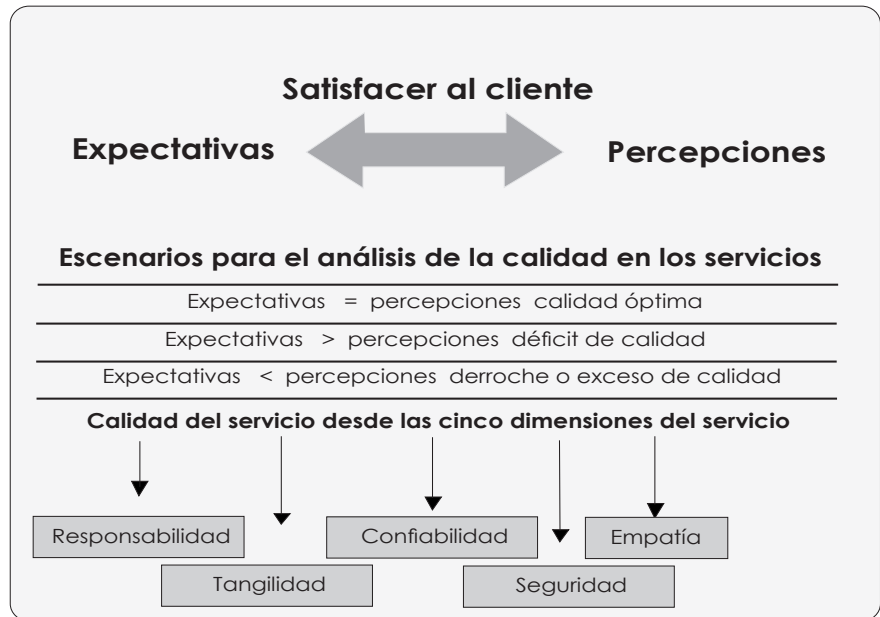 Satisfacer al cliente
Expectativas
Percepciones
Escenarios para el análisis de la calidad en los servicios
Expectativas = percepciones calidad óptima
Expectativas > percepciones déficit de calidad
Expectativas < percepciones derroche o exceso de calidad
Calidad del servicio desde las cinco dimensiones del servicio
Responsabilidad
Confiabilidad
Empatía
Tangilidad
Seguridad